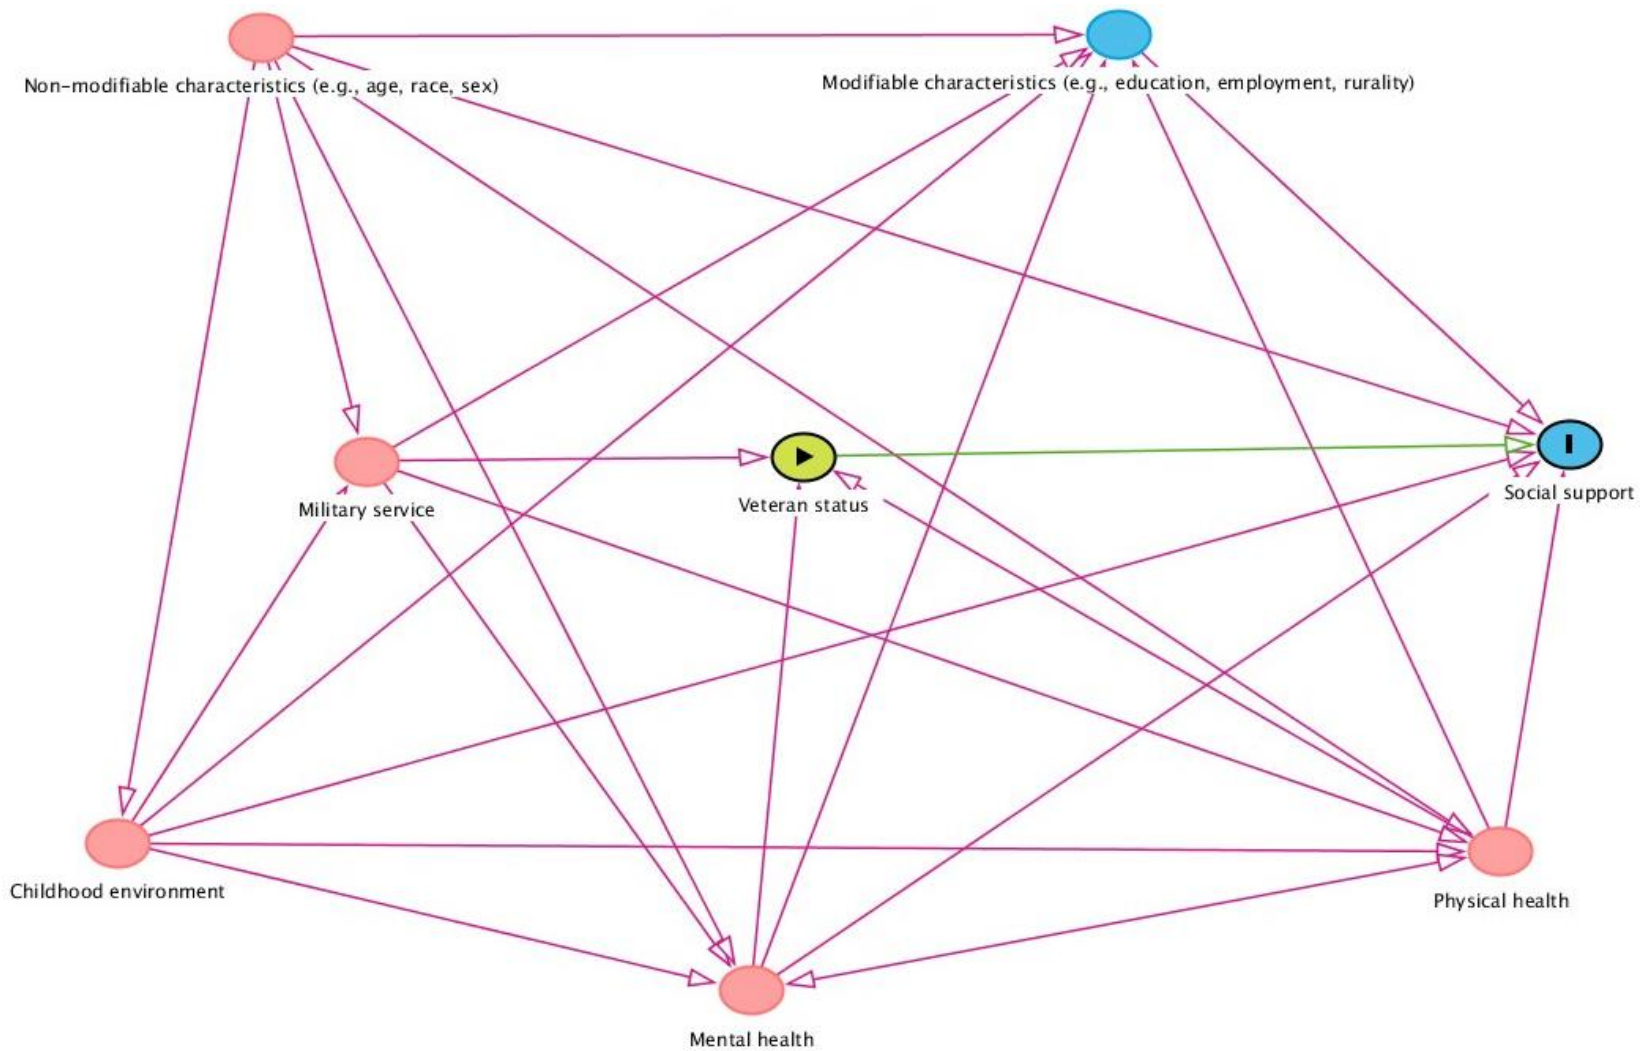 Non-modifiable characteristics (e.g., age, race, sex)
Modifiable characteristics (e.g., education, employment, rurality)
Military service
Veteran status
Social support
Childhood environment
Physical health
Mental health